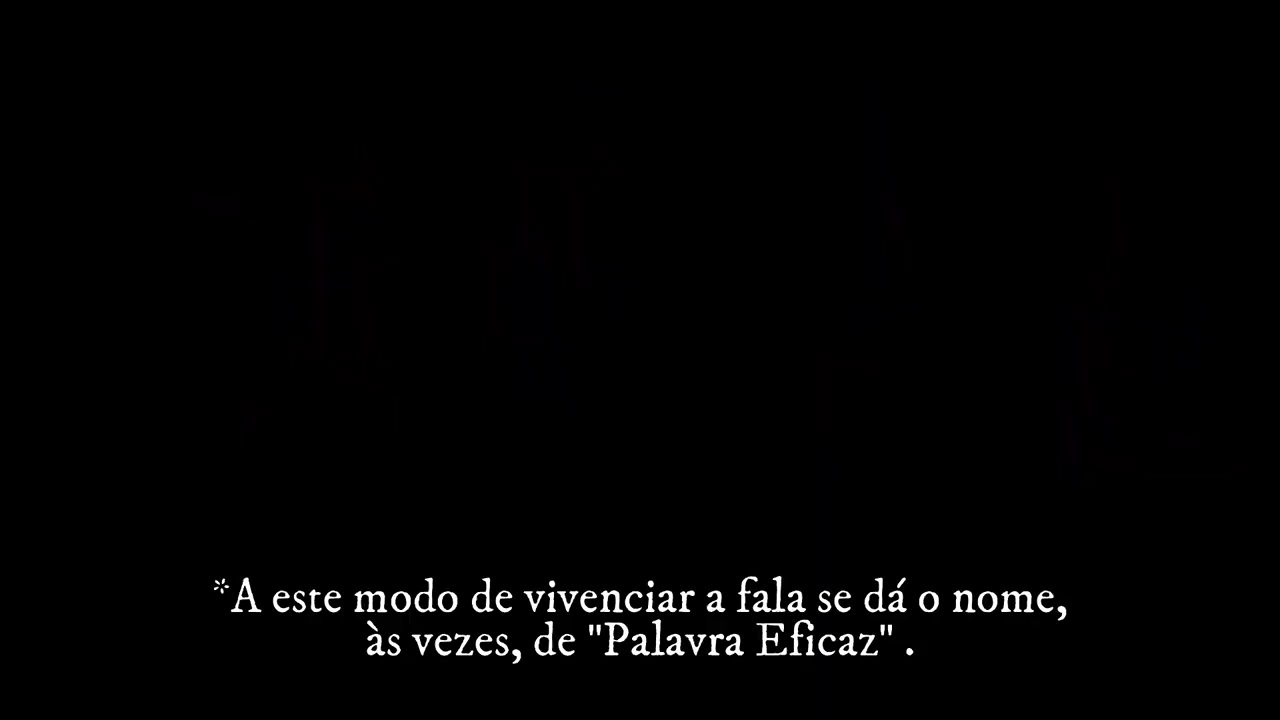 *A este modo de vivenciar a fala se dá o nome,
às vezes, de "Palavra Eficaz" .